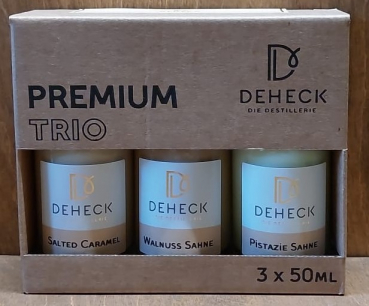 PREMIUM
TRIO
DEHECK
DIE DESTILLERIE
DEHECK
SALTED CARAMEL
DEHECK
WALNUSS SAHNE
DEHECK
PISTAZIE SAHNE
3 x 50ML